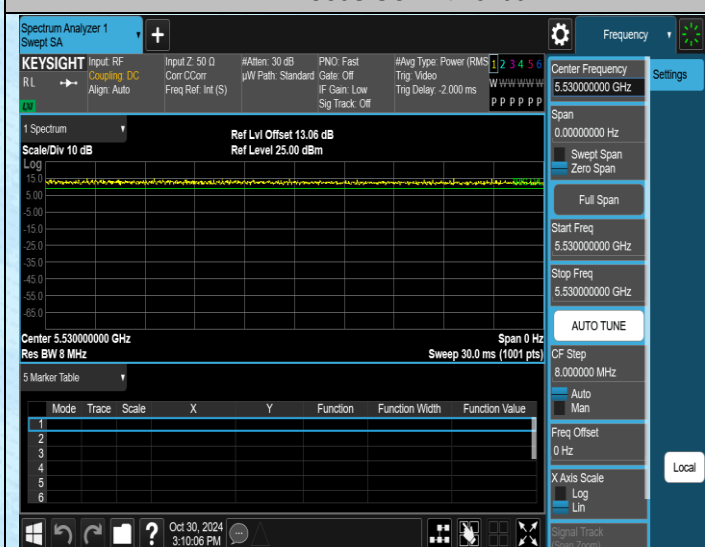 Spectrum Analyzer 1
Swept SA
Frequency
KEYSIGHT
RL
Input: RF
Coupling: DC
Align: Auto
Input Z: 50 Ω
Corr CCorr
Freq Ref: Int (S)
#Atten: 30 dB
µW Path: Standard
PNO: Fast
Gate: Off
IF Gain: Low
Sig Track: Off
#Avg Type: Power (RMS
Trig: Video
Trig Delay: -2.000 ms
1 2 3 4 5 6
W W W W W W
P P P P P P
Center Frequency
5.530000000 GHz
Settings
Span
0.00000000 Hz
Swept Span
Zero Span
Full Span
Start Freq
5.530000000 GHz
Stop Freq
5.530000000 GHz
AUTO TUNE
CF Step
8.000000 MHz
Auto
Man
Freq Offset
0 Hz
X Axis Scale
Log
Lin
Signal Track
(Span Zoom)
Local
1 Spectrum
Scale/Div 10 dB
Ref Lvl Offset 13.06 dB
Ref Level 25.00 dBm
Log
15.0
5.00
-5.00
-15.0
-25.0
-35.0
-45.0
-55.0
-65.0
Center 5.530000000 GHz
Span 0 Hz
Res BW 8 MHz
Sweep 30.0 ms (1001 pts)
5 Marker Table
Mode Trace Scale X Y Function Function Width Function Value
1
2
3
4
5
6
Oct 30, 2024
3:10:06 PM